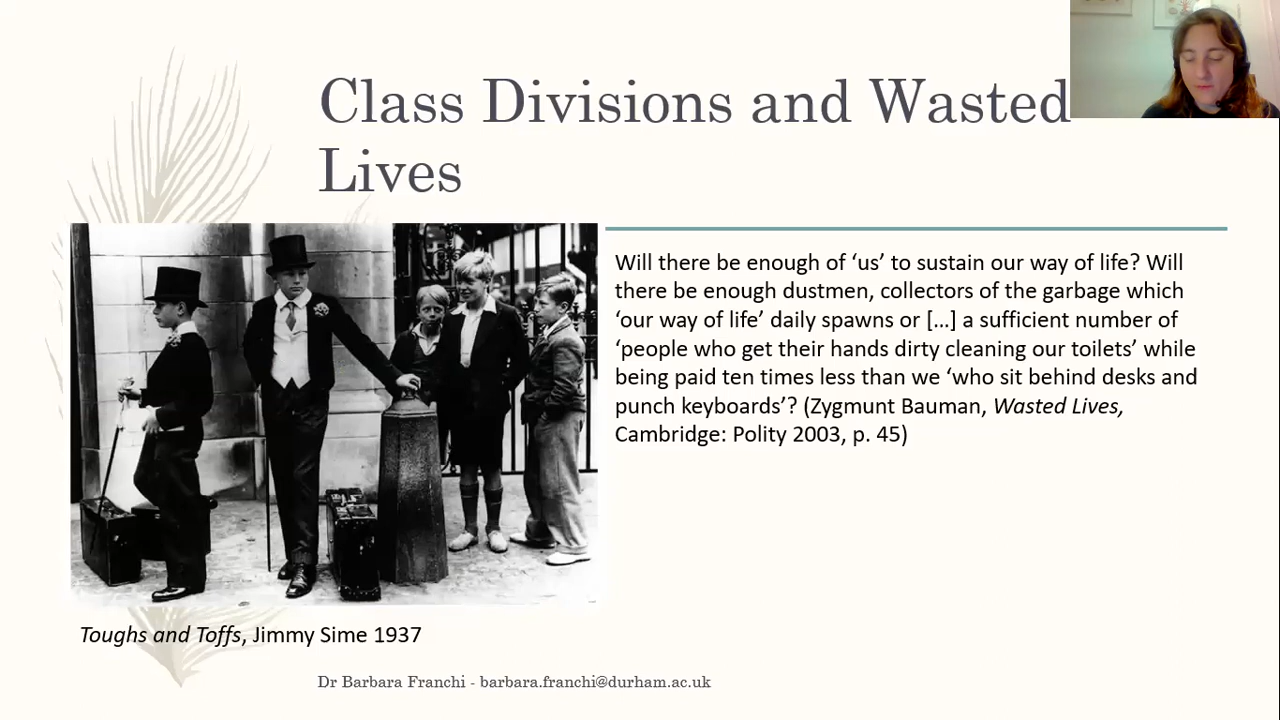 Class Divisions and Wasted
Lives
Will there be enough of ‘us’ to sustain our way of life? Will
there be enough dustmen, collectors of the garbage which
‘our way of life’ daily spawns or […] a sufficient number of
‘people who get their hands dirty cleaning our toilets’ while
being paid ten times less than we ‘who sit behind desks and
punch keyboards’? (Zygmunt Bauman, Wasted Lives,
Cambridge: Polity 2003, p. 45)
Toughs and Toffs, Jimmy Sime 1937
Dr Barbara Franchi - barbara.franchi@durham.ac.uk